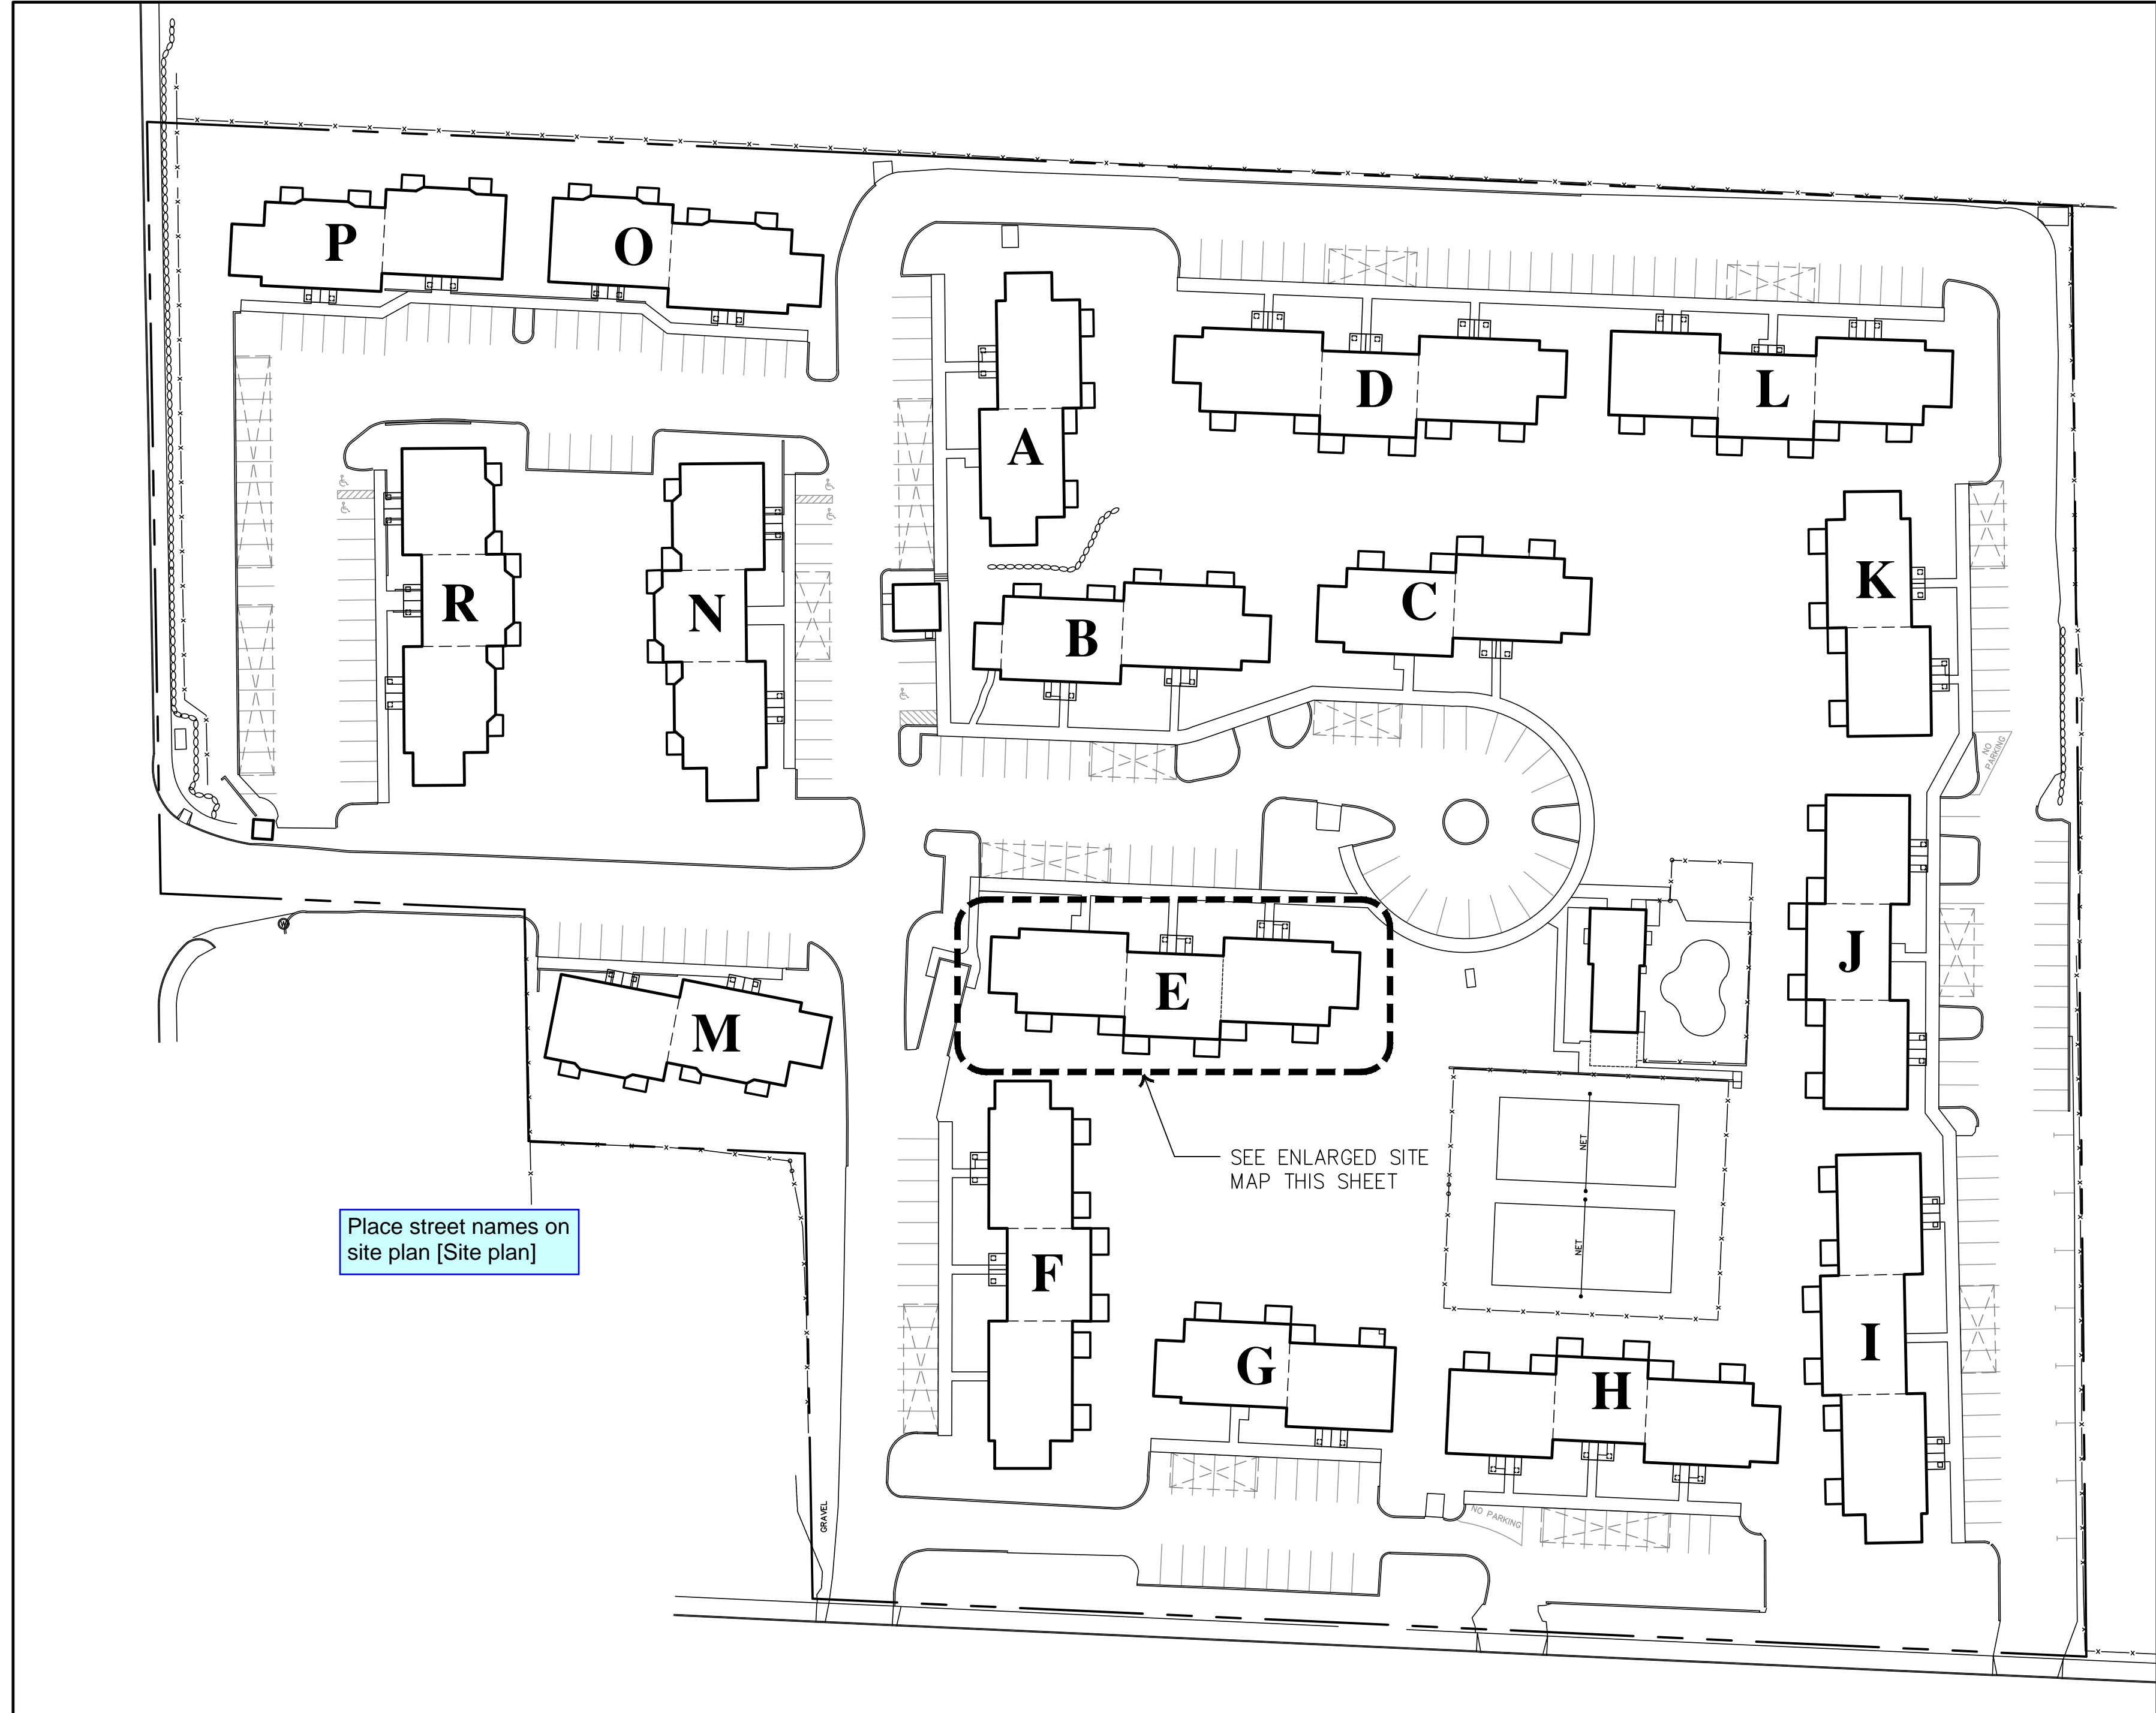 P
O
A
D
L
R
N
B
C
K
NO
PARKING
E
J
M
W
SEE ENLARGED SITE
MAP THIS SHEET
NET
NET
Place street names on
site plan [Site plan]
F
G
H
I
GRAVEL
NO PARKING